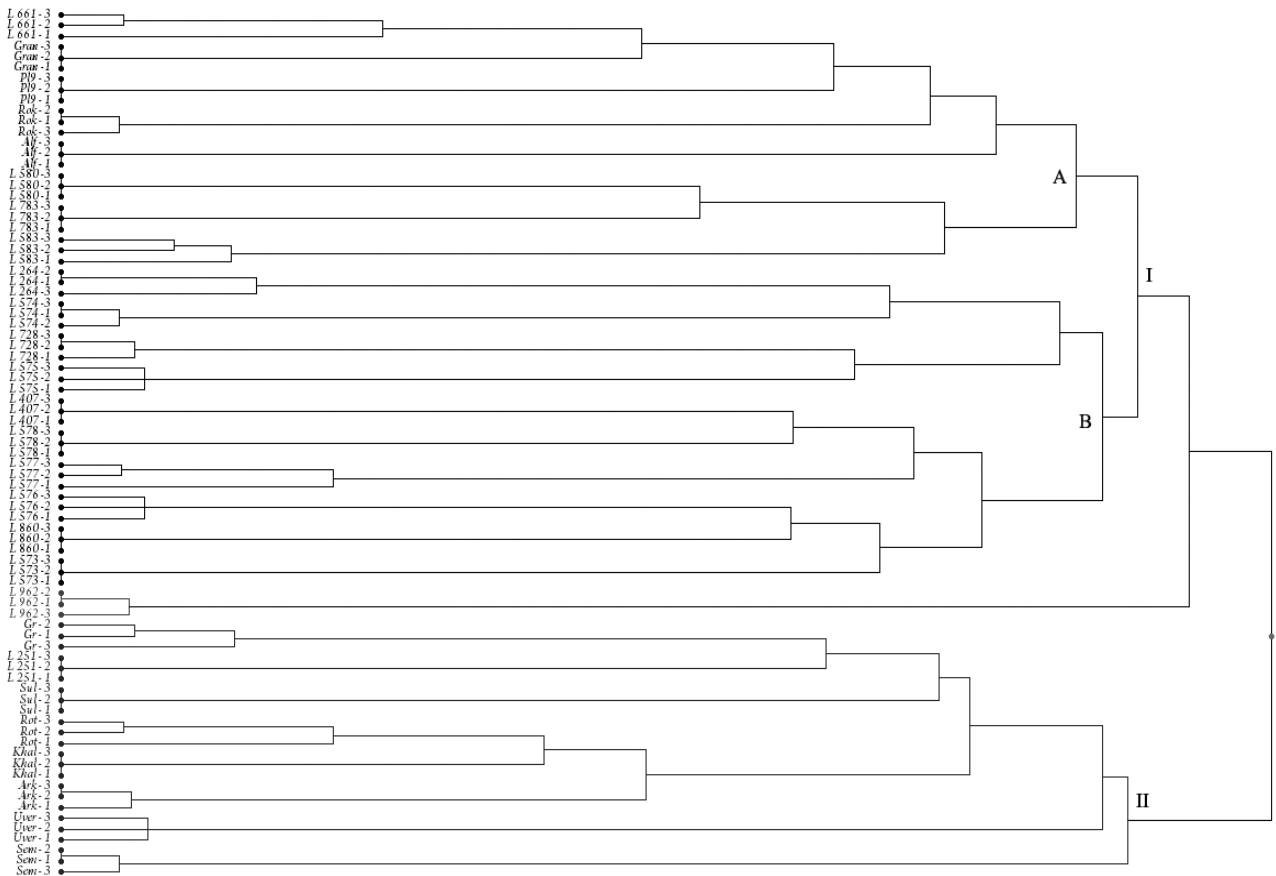 L 661 - 3
L 661 - 2
L 661 - 1
Gran - 3
Gran - 2
Gran - 1
Pl9 - 3
Pl9 - 2
Pl9 - 1
Rok - 2
Rok - 1
Rok - 3
Alf - 3
Alf - 2
Alf - 1
L 580 - 3
L 580 - 2
L 580 - 1
A
L 783 - 3
L 783 - 2
L 783 - 1
L 583 - 3
L 583 - 2
L 583 - 1
L 264 - 2
I
L 264 - 1
L 264 - 3
L 574 - 3
L 574 - 1
L 574 - 2
L 728 - 3
L 728 - 2
L 728 - 1
L 575 - 3
L 575 - 2
L 575 - 1
L 407 - 3
L 407 - 2
L 407 - 1
B
L 578 - 3
L 578 - 2
L 578 - 1
L 577 - 3
L 577 - 2
L 577 - 1
L 576 - 3
L 576 - 2
L 576 - 1
L 860 - 3
L 860 - 2
L 860 - 1
L 573 - 3
L 573 - 2
L 573 - 1
L 962 - 2
L 962 - 1
L 962 - 3
Gr - 2
Gr - 1
Gr - 3
L 251 - 3
L 251 - 2
L 251 - 1
Sul - 3
Sul - 2
Sul - 1
Rot - 3
Rot - 2
Rot - 1
Khal - 3
Khal - 2
Khal - 1
Ark - 3
Ark - 2
Ark - 1
II
Uver - 3
Uver - 2
Uver - 1
Sem - 2
Sem - 1
Sem - 3